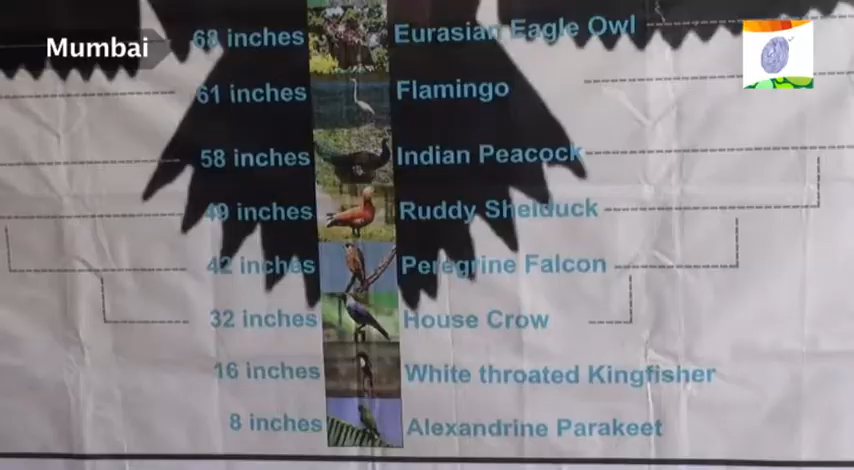 Mumbai
68 inches Eurasian Eagle Owl
61 inches Flamingo
58 inches Indian Peacock
49 inches Ruddy Shelduck
42 inches Peregrine Falcon
32 inches House Crow
16 inches White throated Kingfisher
8 inches Alexandrine Parakeet